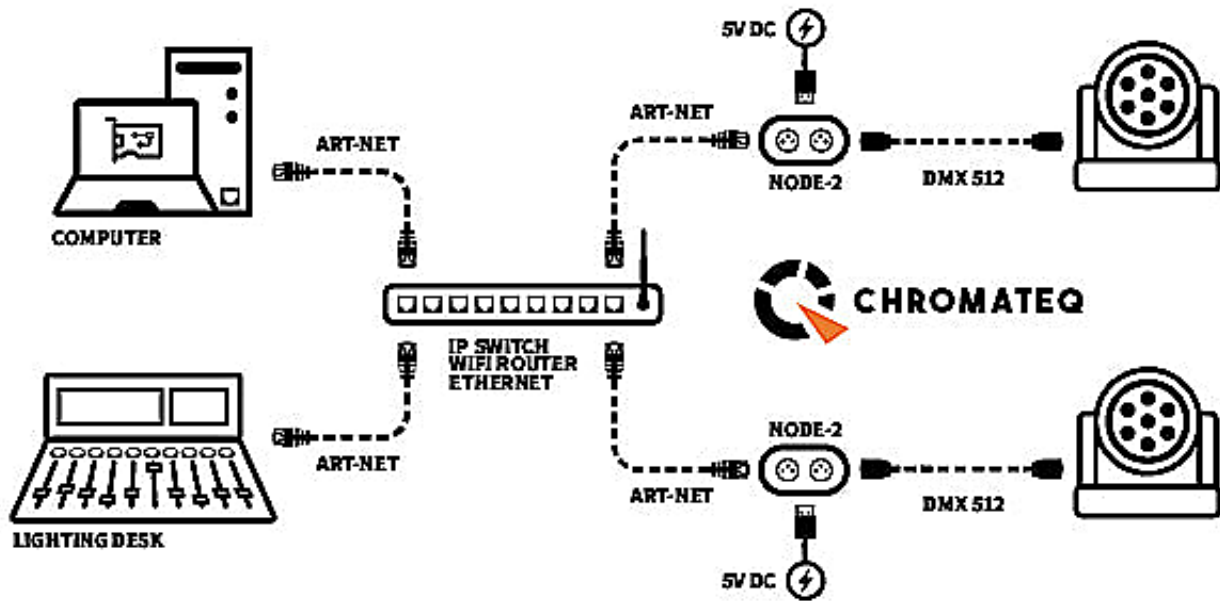 5V DC
ART-NET
ART-NET
COMPUTER
NODE-2
DMX 512
CHROMATEQ
IP SWITCH
WIFI ROUTER
ETHERNET
NODE-2
ART-NET
ART-NET
DMX 512
LIGHTING DESK
5V DC